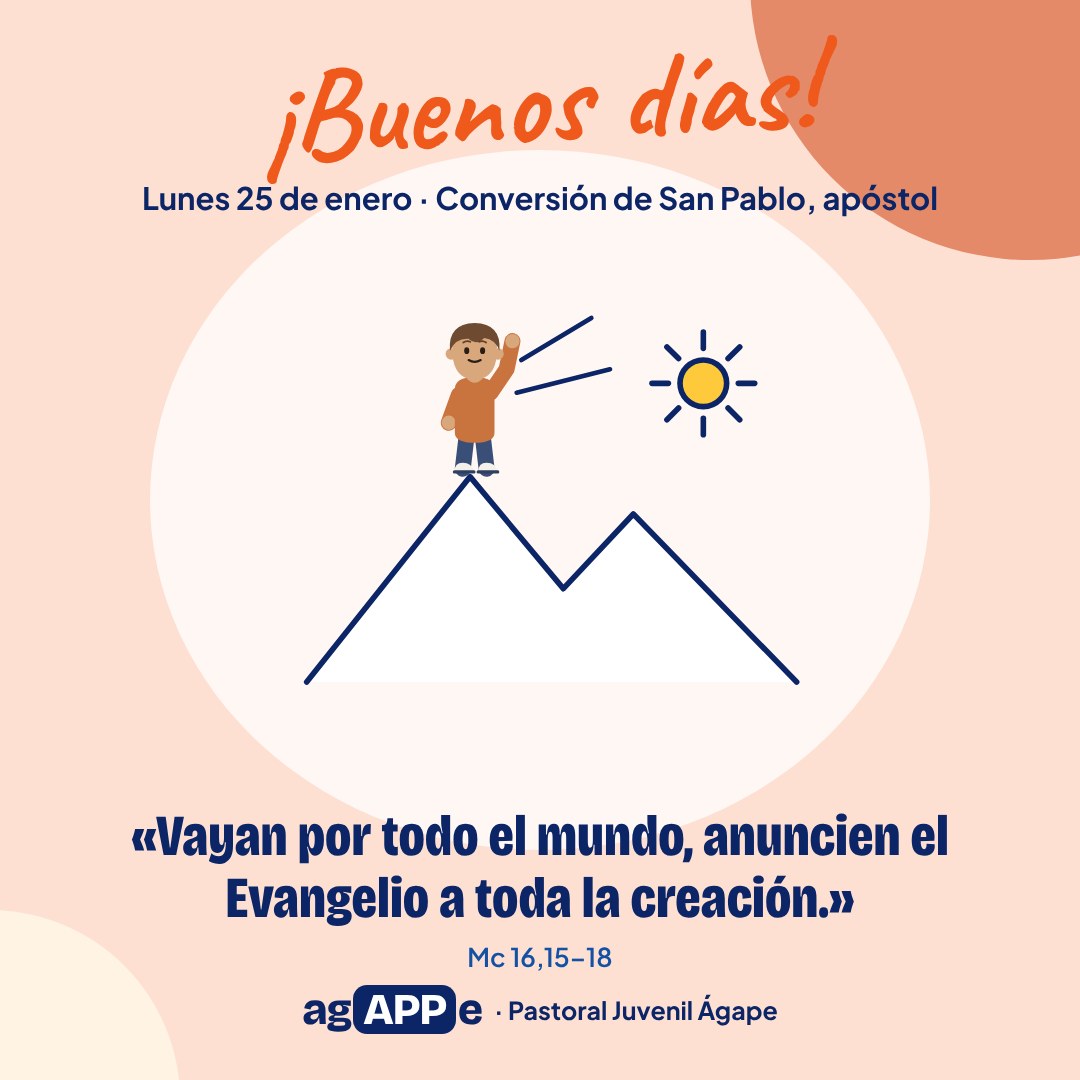 ¡Buenos días!
Lunes 25 de enero · Conversión de San Pablo, apóstol
«Vayan por todo el mundo, anuncien el
Evangelio a toda la creación.»
Mc 16,15–18
agAPPe · Pastoral Juvenil Ágape